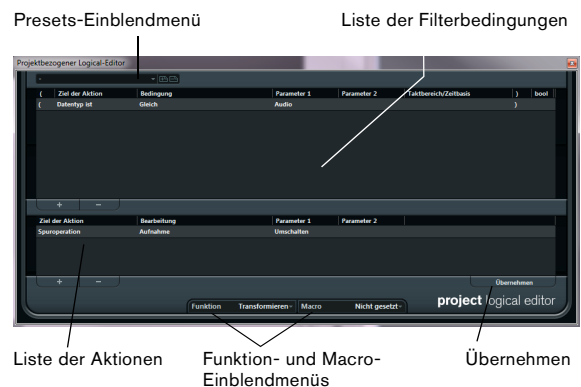 Presets-Einblendmenü
Liste der Filterbedingungen
Projektbezogener Logical-Editor
( Ziel der Aktion Bedingung Parameter 1 Parameter 2 Taktbereich/Zeitbasis ) bool
( Datentyp ist Gleich Audio )
+ −
Ziel der Aktion Bearbeitung Parameter 1 Parameter 2
Spuroperation Aufnahme Umschalten
+ − Übernehmen
Funktion Transformieren Macro Nicht gesetzt project logical editor
Liste der Aktionen Funktion- und Macro- Übernehmen
Einblendmenüs